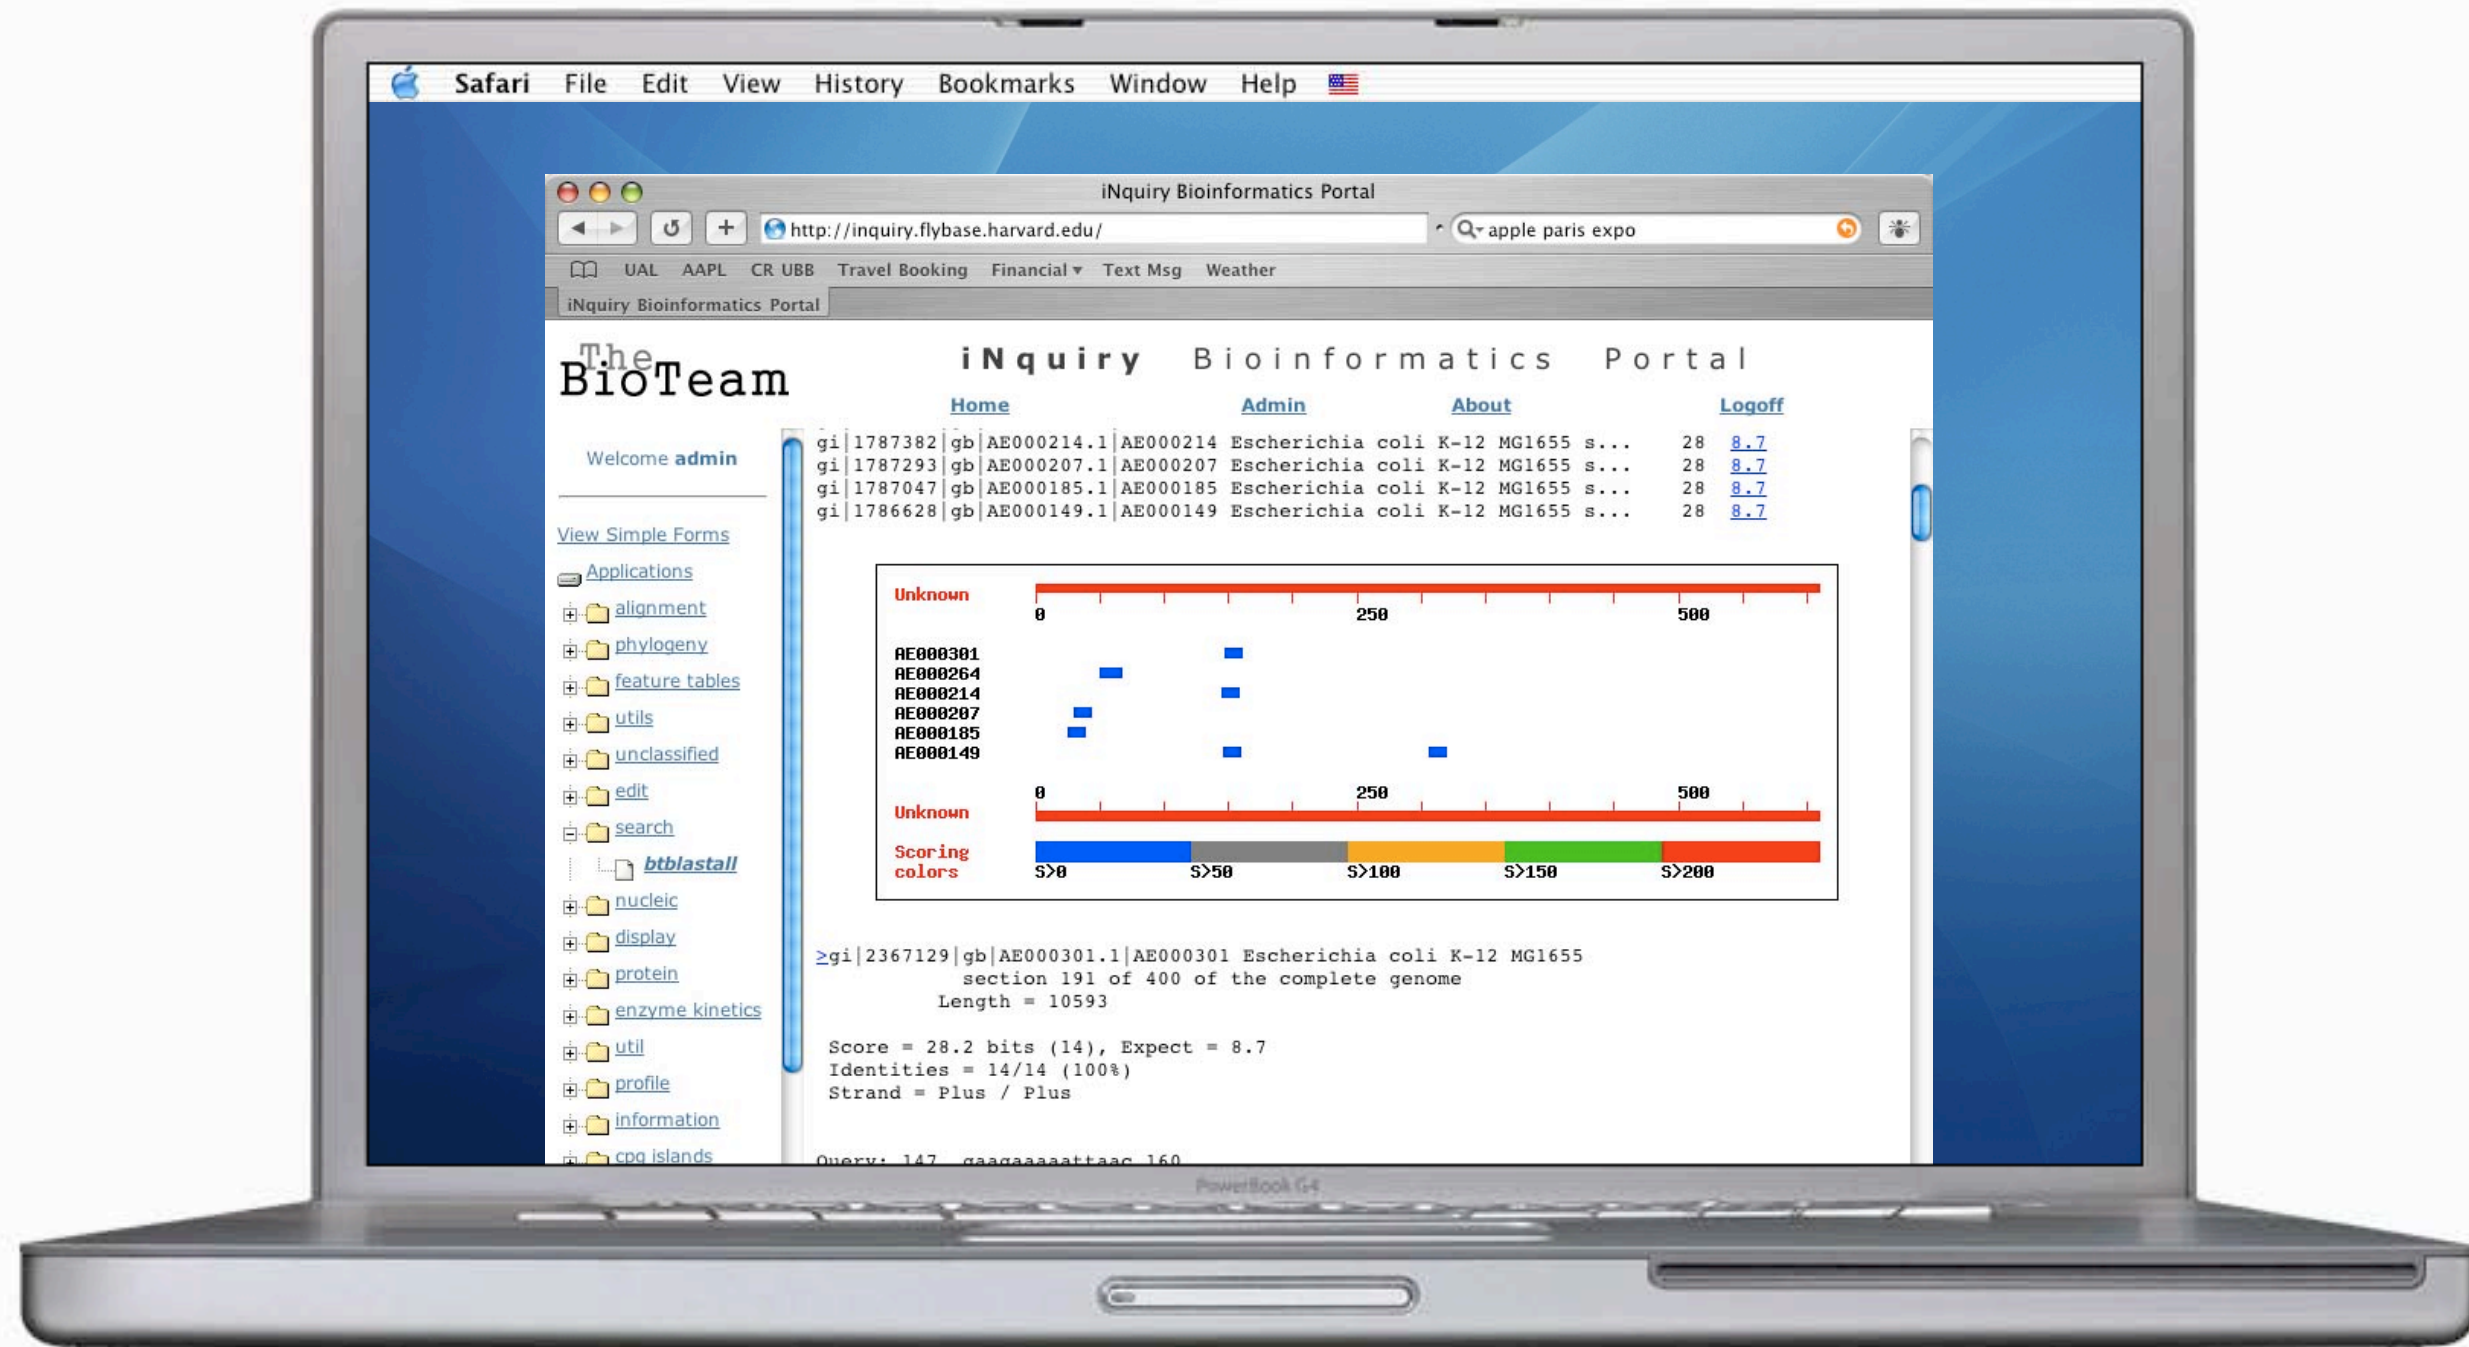 Safari File Edit View History Bookmarks Window Help
iNquiry Bioinformatics Portal
http://inquiry.flybase.harvard.edu/ apple paris expo
UAL AAPL CR UBB Travel Booking Financial Text Msg Weather
iNquiry Bioinformatics Portal
The
BioTeam
iNquiry Bioinformatics Portal
Home Admin About Logoff
Welcome admin
View Simple Forms
Applications
alignment
phylogeny
feature tables
utils
unclassified
edit
search
btblastall
nucleic
display
protein
enzyme kinetics
util
profile
information
cpg islands
gi|1787382|gb|AE000214.1|AE000214 Escherichia coli K-12 MG1655 s... 28 8.7
gi|1787293|gb|AE000207.1|AE000207 Escherichia coli K-12 MG1655 s... 28 8.7
gi|1787047|gb|AE000185.1|AE000185 Escherichia coli K-12 MG1655 s... 28 8.7
gi|1786628|gb|AE000149.1|AE000149 Escherichia coli K-12 MG1655 s... 28 8.7
Unknown
0 250 500
AE000301
AE000264
AE000214
AE000207
AE000185
AE000149
0 250 500
Unknown
Scoring
colors S>0 S>50 S>100 S>150 S>200
>gi|2367129|gb|AE000301.1|AE000301 Escherichia coli K-12 MG1655
section 191 of 400 of the complete genome
Length = 10593
Score = 28.2 bits (14), Expect = 8.7
Identities = 14/14 (100%)
Strand = Plus / Plus
Query: 147 gaagaaaaattaac 160
PowerBook G4